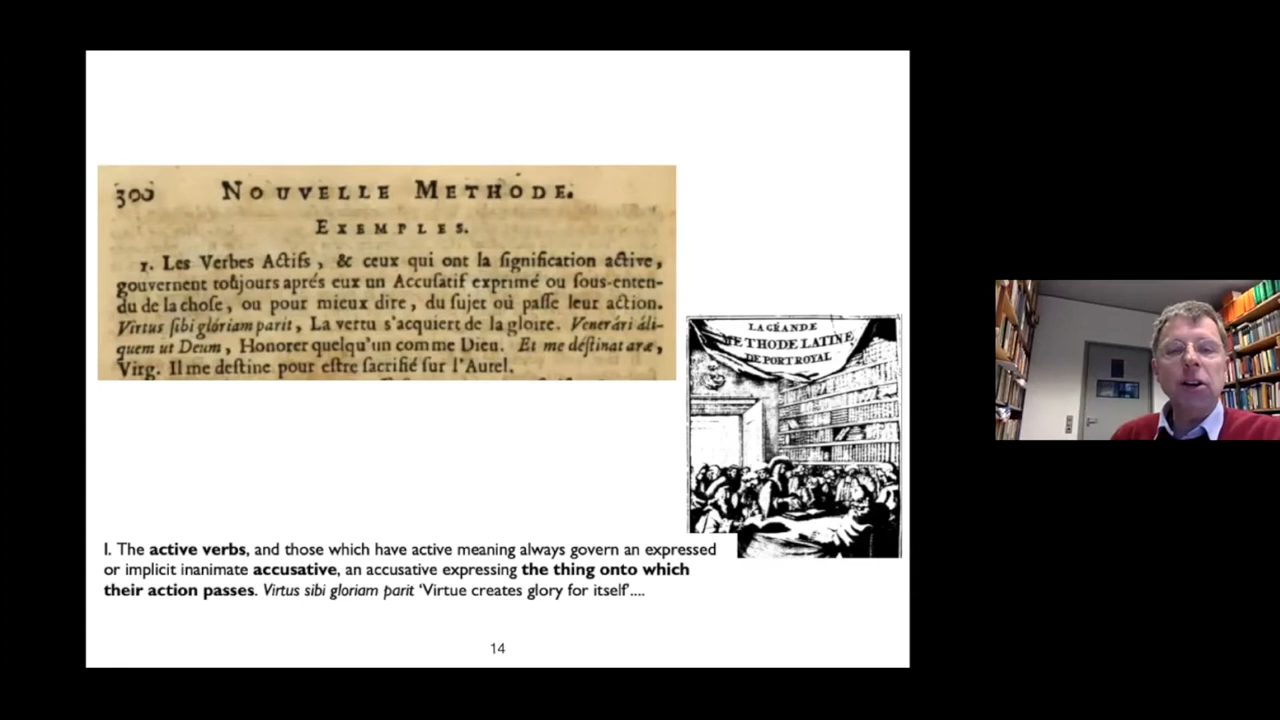 300 NOUVELLE METHODE.
EXEMPLES.
1. Les Verbes Actifs, & ceux qui ont la ſignification active,
gouvernent toûjours aprés eux un Accuſatif exprimé ou ſous-enten-
du de la choſe, ou pour mieux dire, du ſujet où paſſe leur action.
Virtus ſibi glóriam parit, La vertu s'acquiert de la gloire. Venerári áli-
quem ut Deum, Honorer quelqu'un comme Dieu. Et me déſtinat aræ,
Virg. Il me deſtine pour eſtre ſacrifié ſur l'Autel.
LA GRANDE
METHODE LATINE
DE PORT ROYAL
I. The active verbs, and those which have active meaning always govern an expressed
or implicit inanimate accusative, an accusative expressing the thing onto which
their action passes. Virtus sibi gloriam parit 'Virtue creates glory for itself'....
14